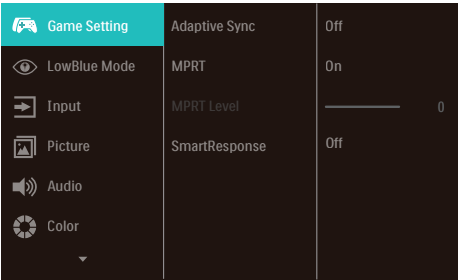 Game Setting Adaptive Sync Off
LowBlue Mode MPRT On
Input MPRT Level 0
Picture SmartResponse Off
Audio
Color